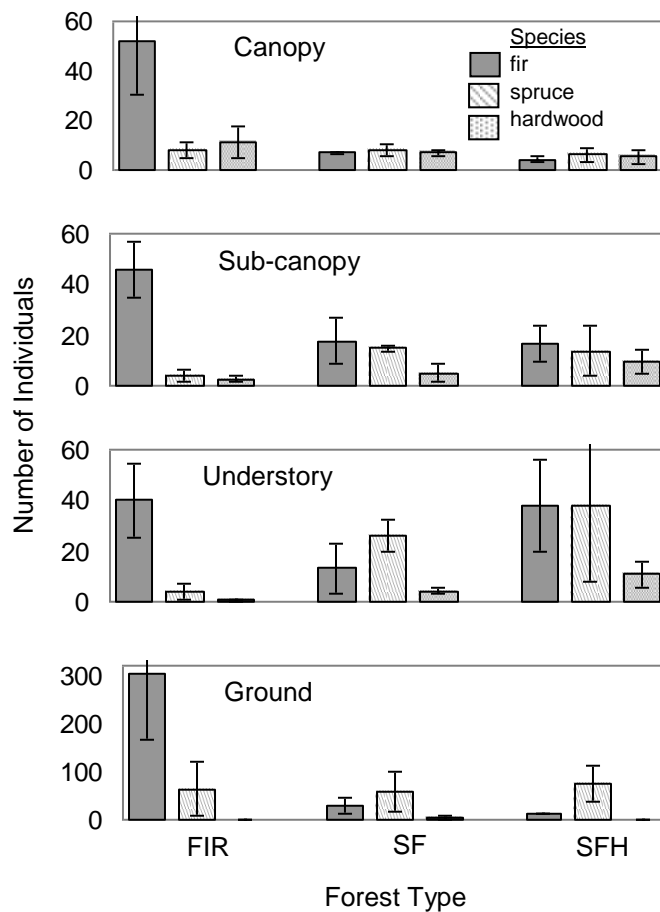 60
40
20
0
Canopy
Species
fir
spruce
hardwood
60
40
20
0
Sub-canopy
60
40
20
0
Understory
300
200
100
0
Ground
Number of Individuals
FIR SF SFH
Forest Type